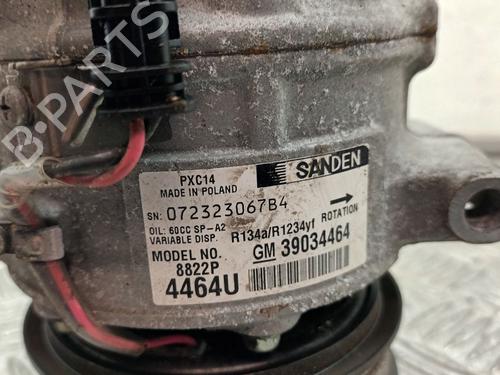 B-PARTS
PXC14
MADE IN POLAND
SANDEN
SN: 072323067B4
OIL: 60CC SP-A2
VARIABLE DISP.
R134a/R1234yf
ROTATION
MODEL NO.
8822P
GM 39034464
4464U